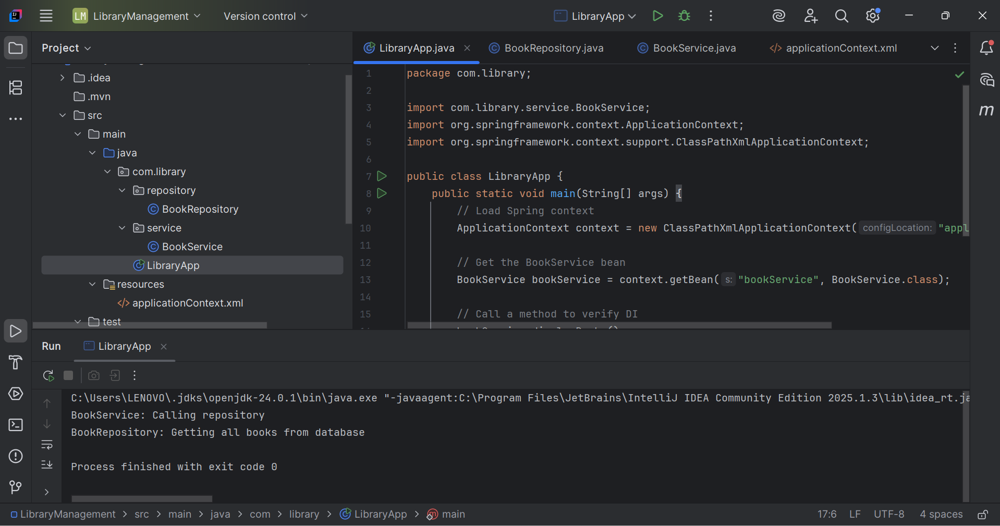 LM LibraryManagement Version control LibraryApp
Project
.idea
.mvn
src
main
java
com.library
repository
BookRepository
service
BookService
LibraryApp
resources
applicationContext.xml
test
LibraryApp.java BookRepository.java BookService.java applicationContext.xml
1 package com.library;
2
3 import com.library.service.BookService;
4 import org.springframework.context.ApplicationContext;
5 import org.springframework.context.support.ClassPathXmlApplicationContext;
6
7 public class LibraryApp {
8 public static void main(String[] args) {
9 // Load Spring context
10 ApplicationContext context = new ClassPathXmlApplicationContext( configLocation: "appl
11
12 // Get the BookService bean
13 BookService bookService = context.getBean( s: "bookService", BookService.class);
14
15 // Call a method to verify DI
m
Run LibraryApp
C:\Users\LENOVO\.jdks\openjdk-24.0.1\bin\java.exe "-javaagent:C:\Program Files\JetBrains\IntelliJ IDEA Community Edition 2025.1.3\lib\idea_rt.ja
BookService: Calling repository
BookRepository: Getting all books from database
Process finished with exit code 0
LibraryManagement > src > main > java > com > library > LibraryApp > main 17:6 LF UTF-8 4 spaces